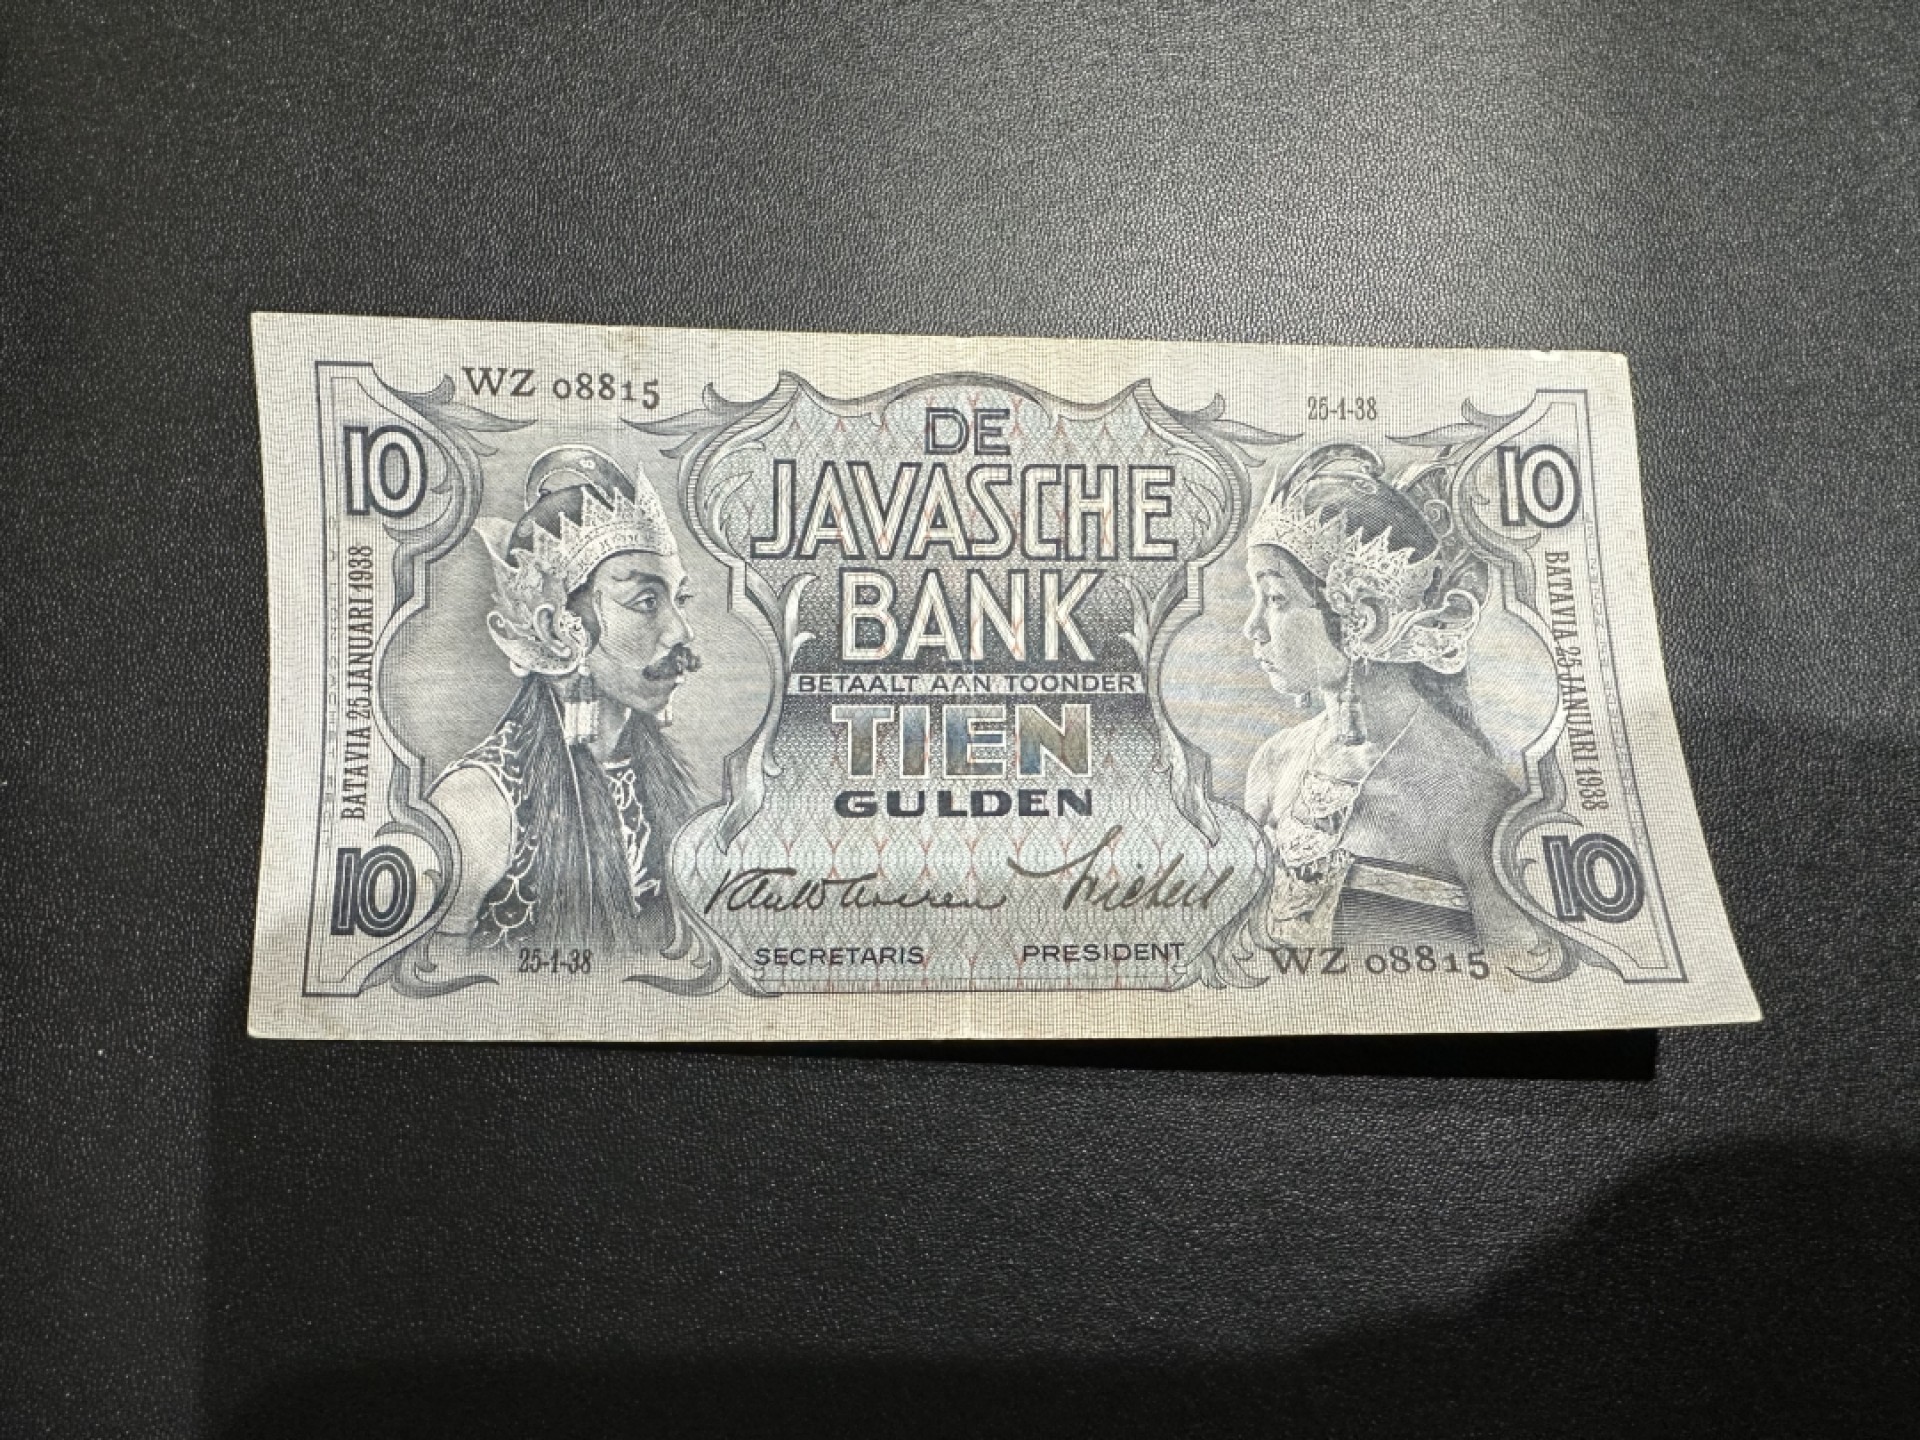 WZ 08815
25-1-38
10
10
DE
JAVASCHE
BANK
BETAALT AAN TOONDER
TIEN
GULDEN
BATAVIA 25 JANUARI 1938
BATAVIA 25 JANUARI 1938
10
10
SECRETARIS
PRESIDENT
25-1-38
WZ 08815